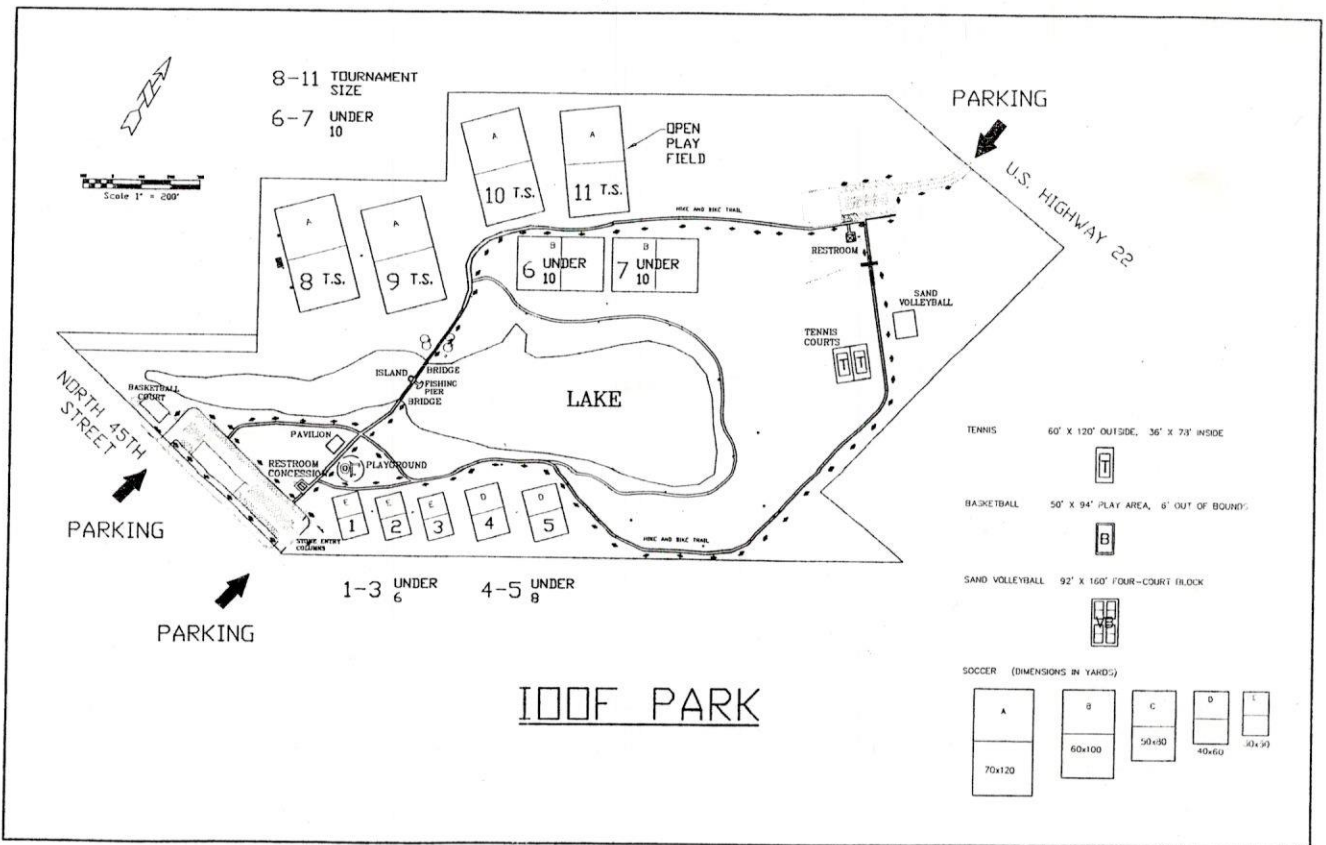 8-11 TOURNAMENT
SIZE
6-7 UNDER
10
Scale 1" = 200'
PARKING
U.S. HIGHWAY 22
OPEN
PLAY
FIELD
A
10 T.S.
A
11 T.S.
A
8 T.S.
A
9 T.S.
HIKE AND BIKE TRAIL
B
6 UNDER
10
B
7 UNDER
10
RESTROOM
SAND
VOLLEYBALL
TENNIS
COURTS
T T
ISLAND
BRIDGE
FISHING
PIER
BRIDGE
LAKE
BASKETBALL
COURT
NORTH 45TH
STREET
PAVILION
RESTROOM
CONCESSION
PLAYGROUND
E
1
E
2
E
3
D
4
D
5
STONE ENTRY
COLUMNS
HIKE AND BIKE TRAIL
PARKING
PARKING
1-3 UNDER
6
4-5 UNDER
8
IOOF PARK
TENNIS 60' X 120' OUTSIDE, 36' X 78' INSIDE
T
BASKETBALL 50' X 94' PLAY AREA, 6' OUT OF BOUNDS
B
SAND VOLLEYBALL 92' X 160' FOUR-COURT BLOCK
VB
SOCCER (DIMENSIONS IN YARDS)
A
70x120
B
60x100
C
50x80
D
40x60
E